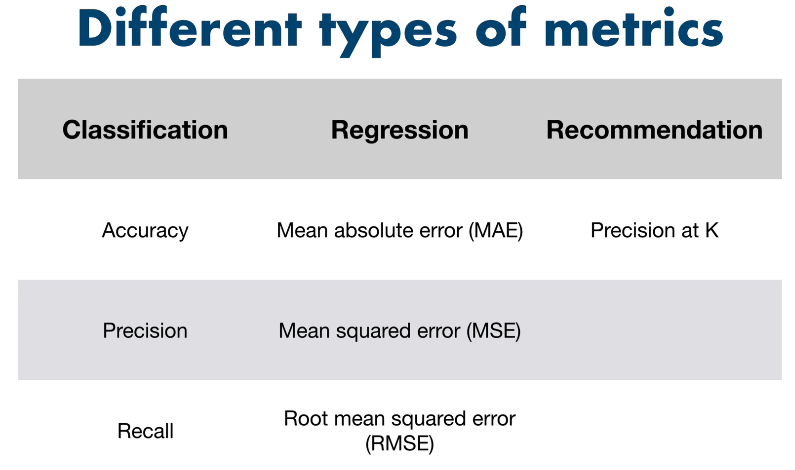 Different types of metrics
Classification Regression Recommendation
Accuracy Mean absolute error (MAE) Precision at K
Precision Mean squared error (MSE)
Recall Root mean squared error
(RMSE)